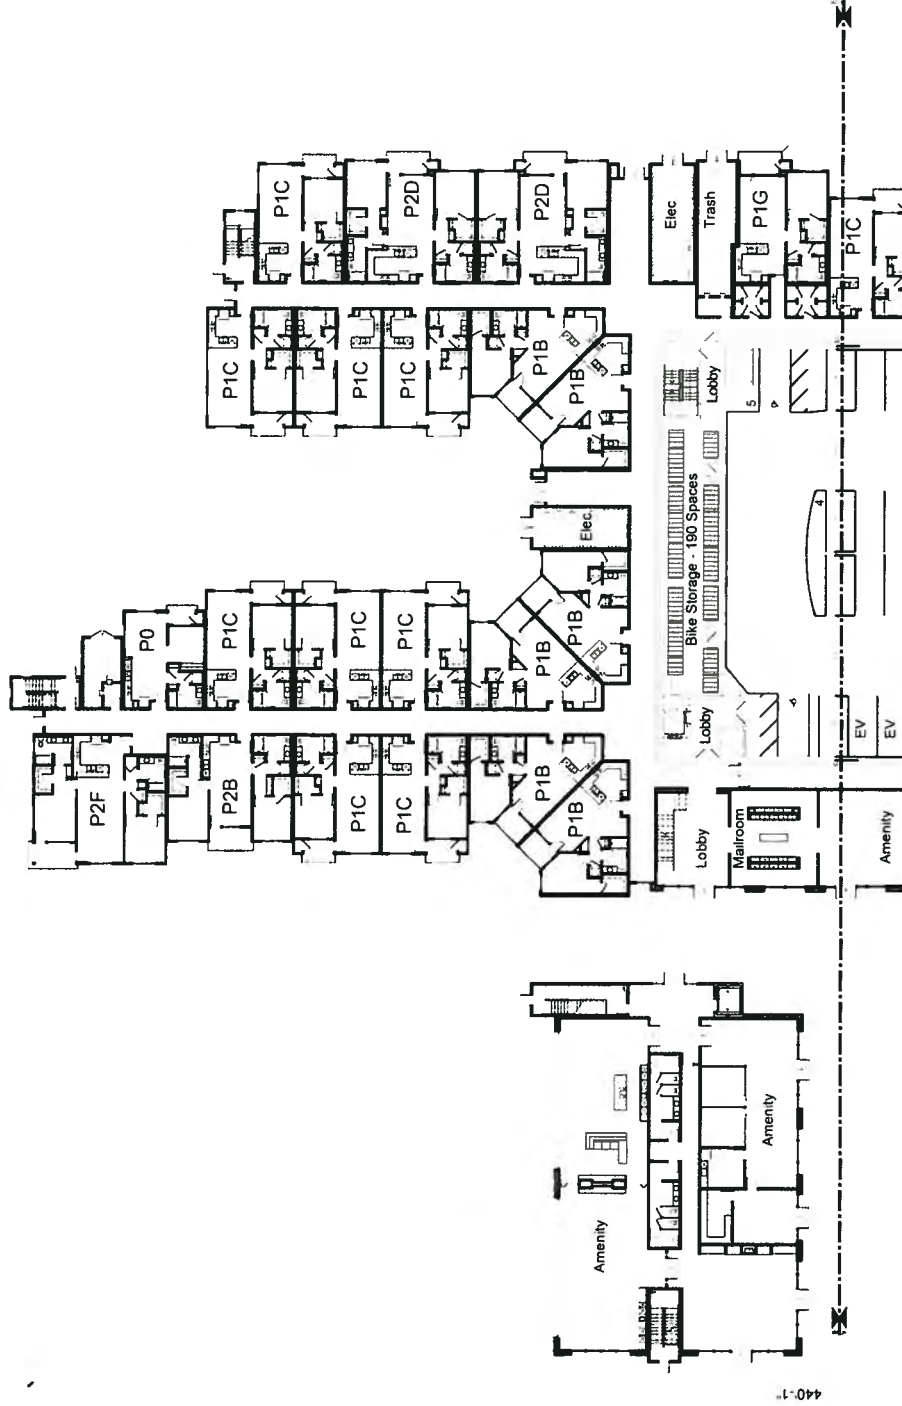 P1C
P2D
P2D
Elec
Trash
P1G
P1C
P1C
P1C
P1C
P1B
P1B
Lobby
5
Elec.
Bike Storage - 190 Spaces
4
P0
P1C
P1C
P1C
P1B
P1B
Lobby
EV
EV
P2F
P2B
P1C
P1C
P1B
P1B
Lobby
Mailroom
Amenity
Amenity
Amenity
440'-1"